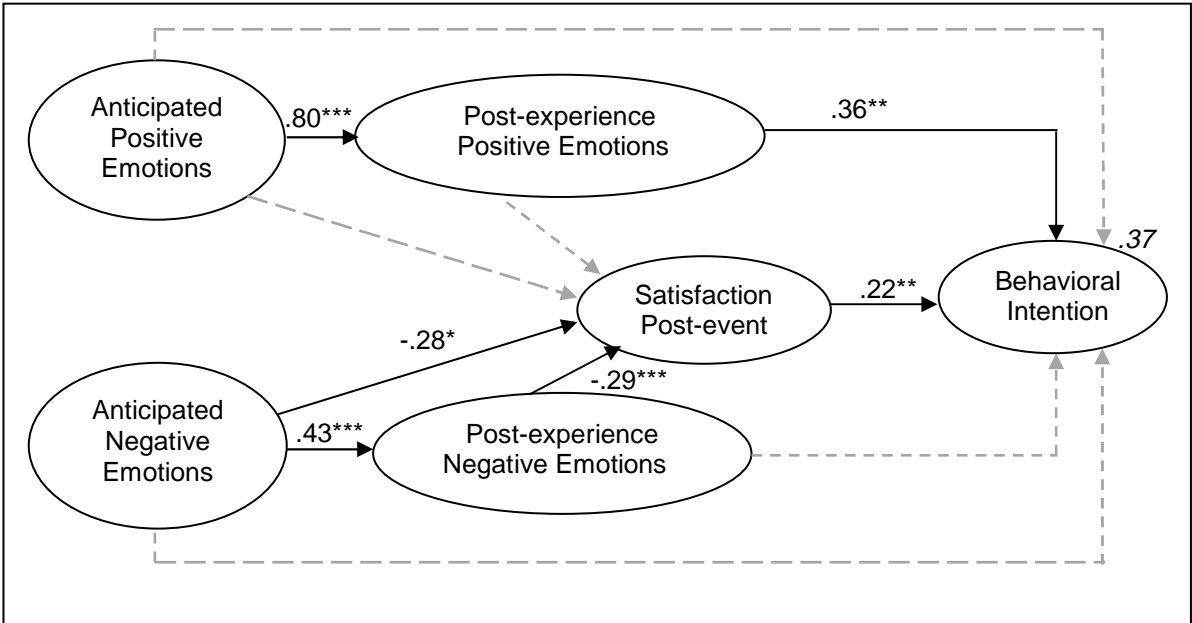 Anticipated
Positive
Emotions
.80***
Post-experience
Positive Emotions
.36**
.37
Behavioral
Intention
Satisfaction
Post-event
.22**
-.28*
-.29***
Anticipated
Negative
Emotions
.43***
Post-experience
Negative Emotions